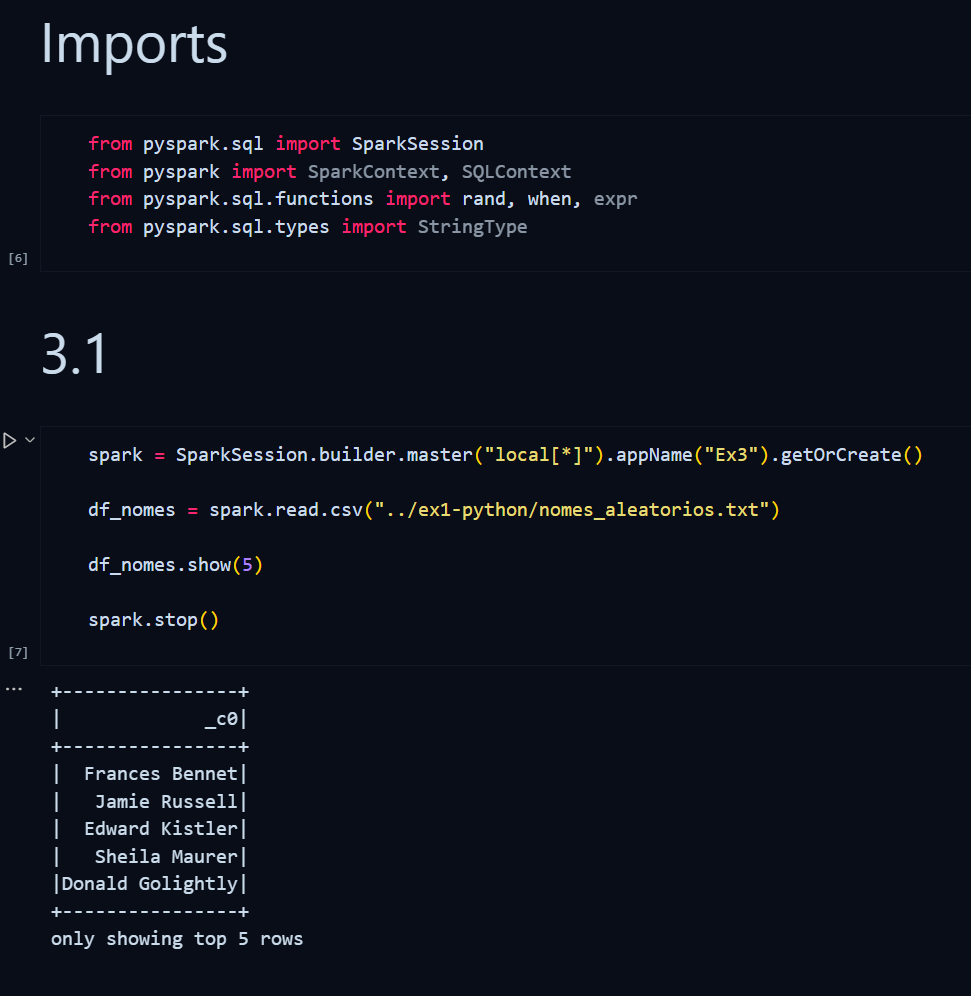 Imports
from pyspark.sql import SparkSession
from pyspark import SparkContext, SQLContext
from pyspark.sql.functions import rand, when, expr
from pyspark.sql.types import StringType
[6]
3.1
spark = SparkSession.builder.master("local[*]").appName("Ex3").getOrCreate()
df_nomes = spark.read.csv("../ex1-python/nomes_aleatorios.txt")
df_nomes.show(5)
spark.stop()
[7]
...
+----------------+
|             _c0|
+----------------+
|  Frances Bennet|
|   Jamie Russell|
|  Edward Kistler|
|   Sheila Maurer|
|Donald Golightly|
+----------------+
only showing top 5 rows